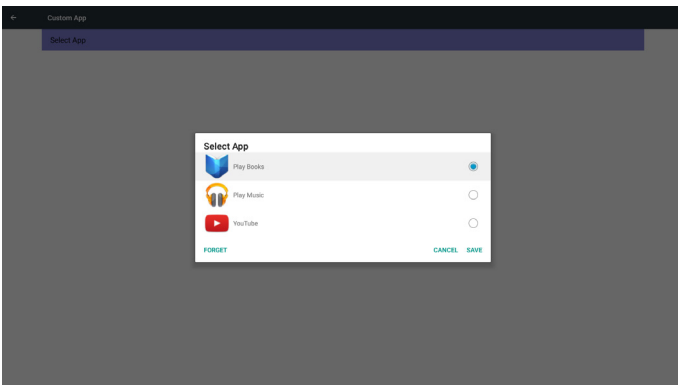 Custom App
Select App
Select App
Play Books
Play Music
YouTube
FORGET CANCEL SAVE